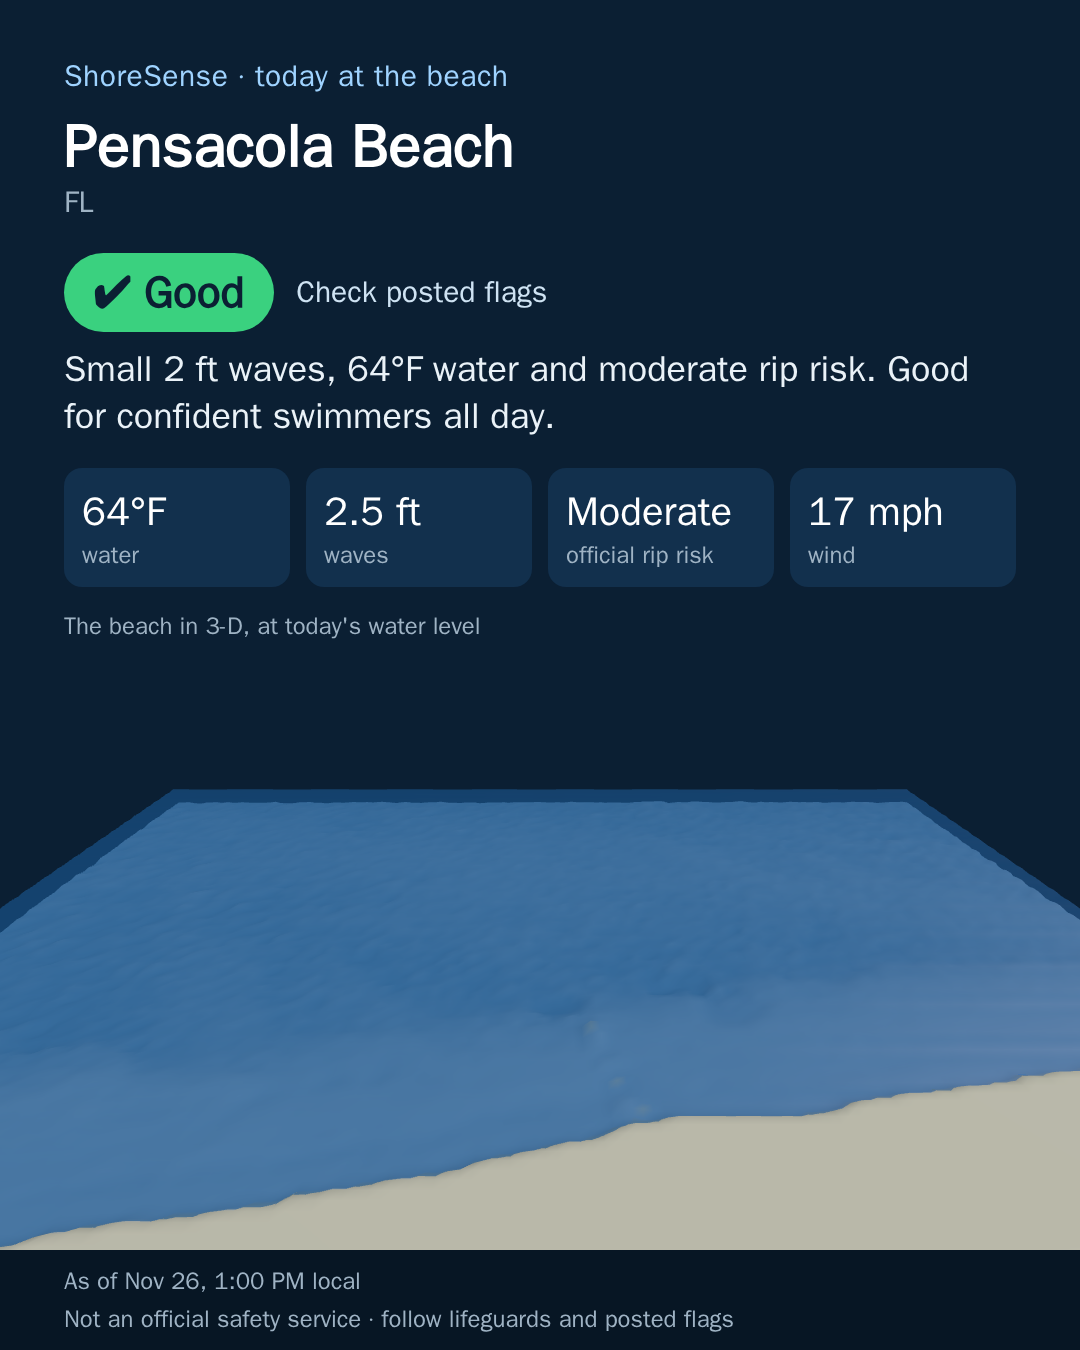 ShoreSense · today at the beach
Pensacola Beach
FL
✔ Good
Check posted flags
Small 2 ft waves, 64°F water and moderate rip risk. Good
for confident swimmers all day.
64°F
water
2.5 ft
waves
Moderate
official rip risk
17 mph
wind
The beach in 3-D, at today's water level
As of Nov 26, 1:00 PM local
Not an official safety service · follow lifeguards and posted flags